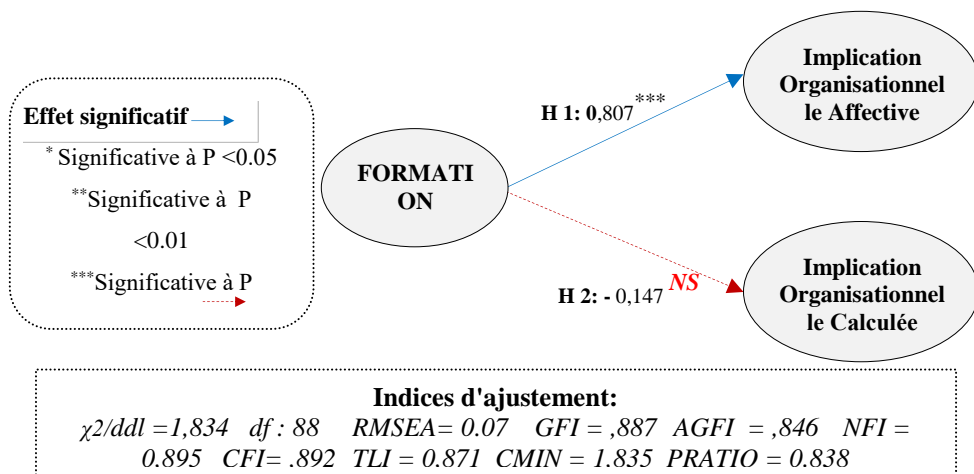 Effet significatif
* Significative à P <0.05
**Significative à P
<0.01
***Significative à P
FORMATI
ON
H 1: 0,807***
H 2: - 0,147 NS
Implication
Organisationnel
le Affective
Implication
Organisationnel
le Calculée
Indices d'ajustement:
χ2/ddl =1,834 df : 88 RMSEA= 0.07 GFI = ,887 AGFI = ,846 NFI =
0.895 CFI= .892 TLI = 0.871 CMIN = 1.835 PRATIO = 0.838